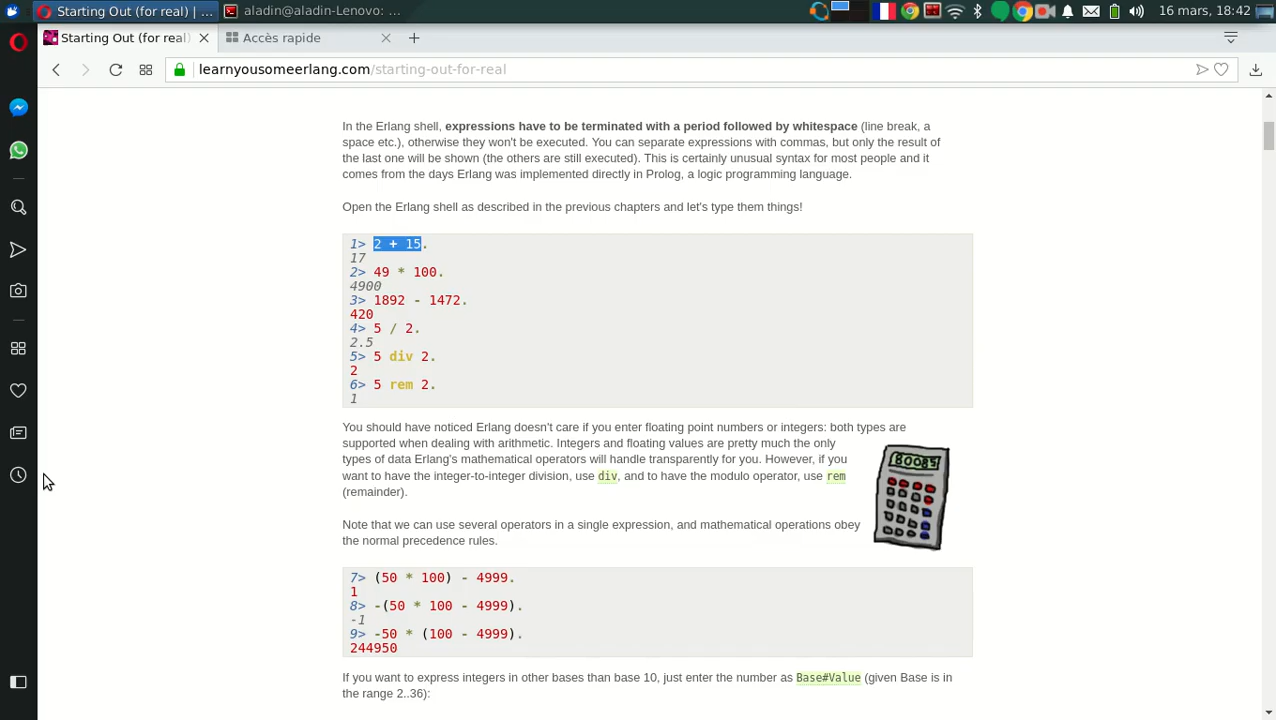 Starting Out (for real) | ...
aladin@aladin-Lenovo: ...
16 mars, 18:42
Starting Out (for real)
Accès rapide
learnyousomeerlang.com/starting-out-for-real
In the Erlang shell, expressions have to be terminated with a period followed by whitespace (line break, a
space etc.), otherwise they won't be executed. You can separate expressions with commas, but only the result of
the last one will be shown (the others are still executed). This is certainly unusual syntax for most people and it
comes from the days Erlang was implemented directly in Prolog, a logic programming language.
Open the Erlang shell as described in the previous chapters and let's type them things!
1> 2 + 15.
17
2> 49 * 100.
4900
3> 1892 - 1472.
420
4> 5 / 2.
2.5
5> 5 div 2.
2
6> 5 rem 2.
1
You should have noticed Erlang doesn't care if you enter floating point numbers or integers: both types are
supported when dealing with arithmetic. Integers and floating values are pretty much the only
types of data Erlang's mathematical operators will handle transparently for you. However, if you
want to have the integer-to-integer division, use div, and to have the modulo operator, use rem
(remainder).
80085
Note that we can use several operators in a single expression, and mathematical operations obey
the normal precedence rules.
7> (50 * 100) - 4999.
1
8> -(50 * 100 - 4999).
-1
9> -50 * (100 - 4999).
244950
If you want to express integers in other bases than base 10, just enter the number as Base#Value (given Base is in
the range 2..36):